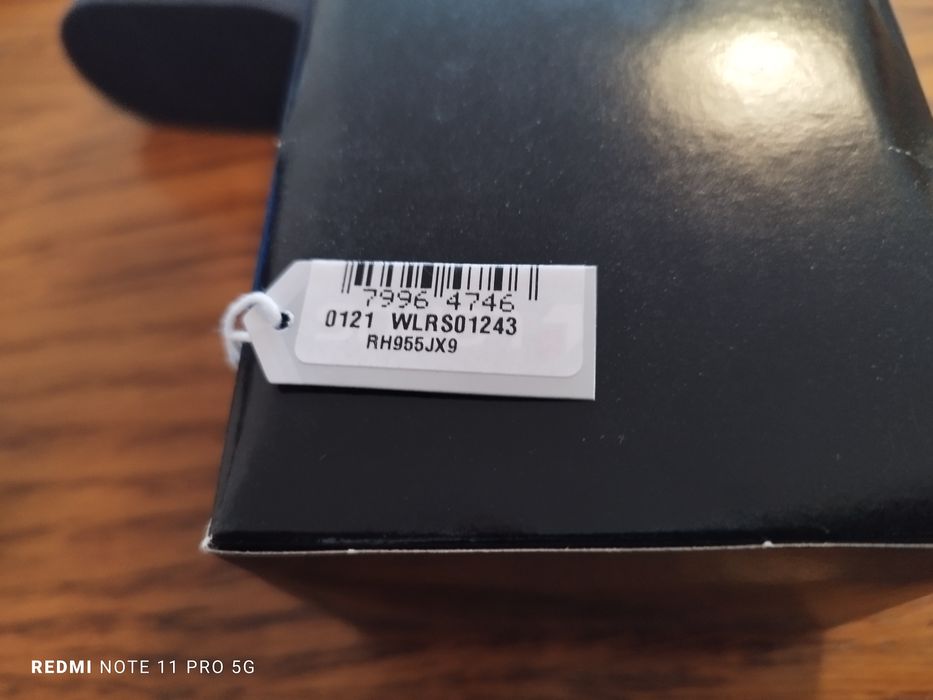 7996 4746
0121 WLRS01243
RH955JX9
REDMI NOTE 11 PRO 5G